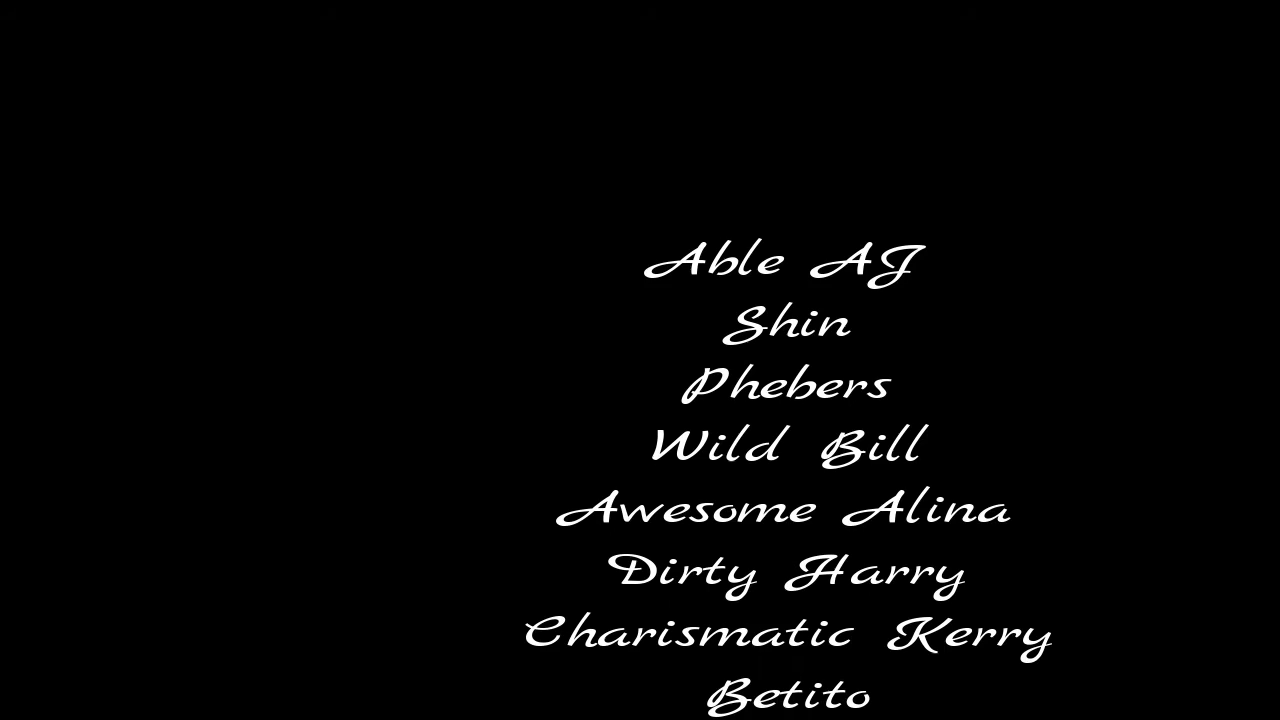 Able AJ
Shin
Phebers
Wild Bill
Awesome Alina
Dirty Harry
Charismatic Kerry
Betito